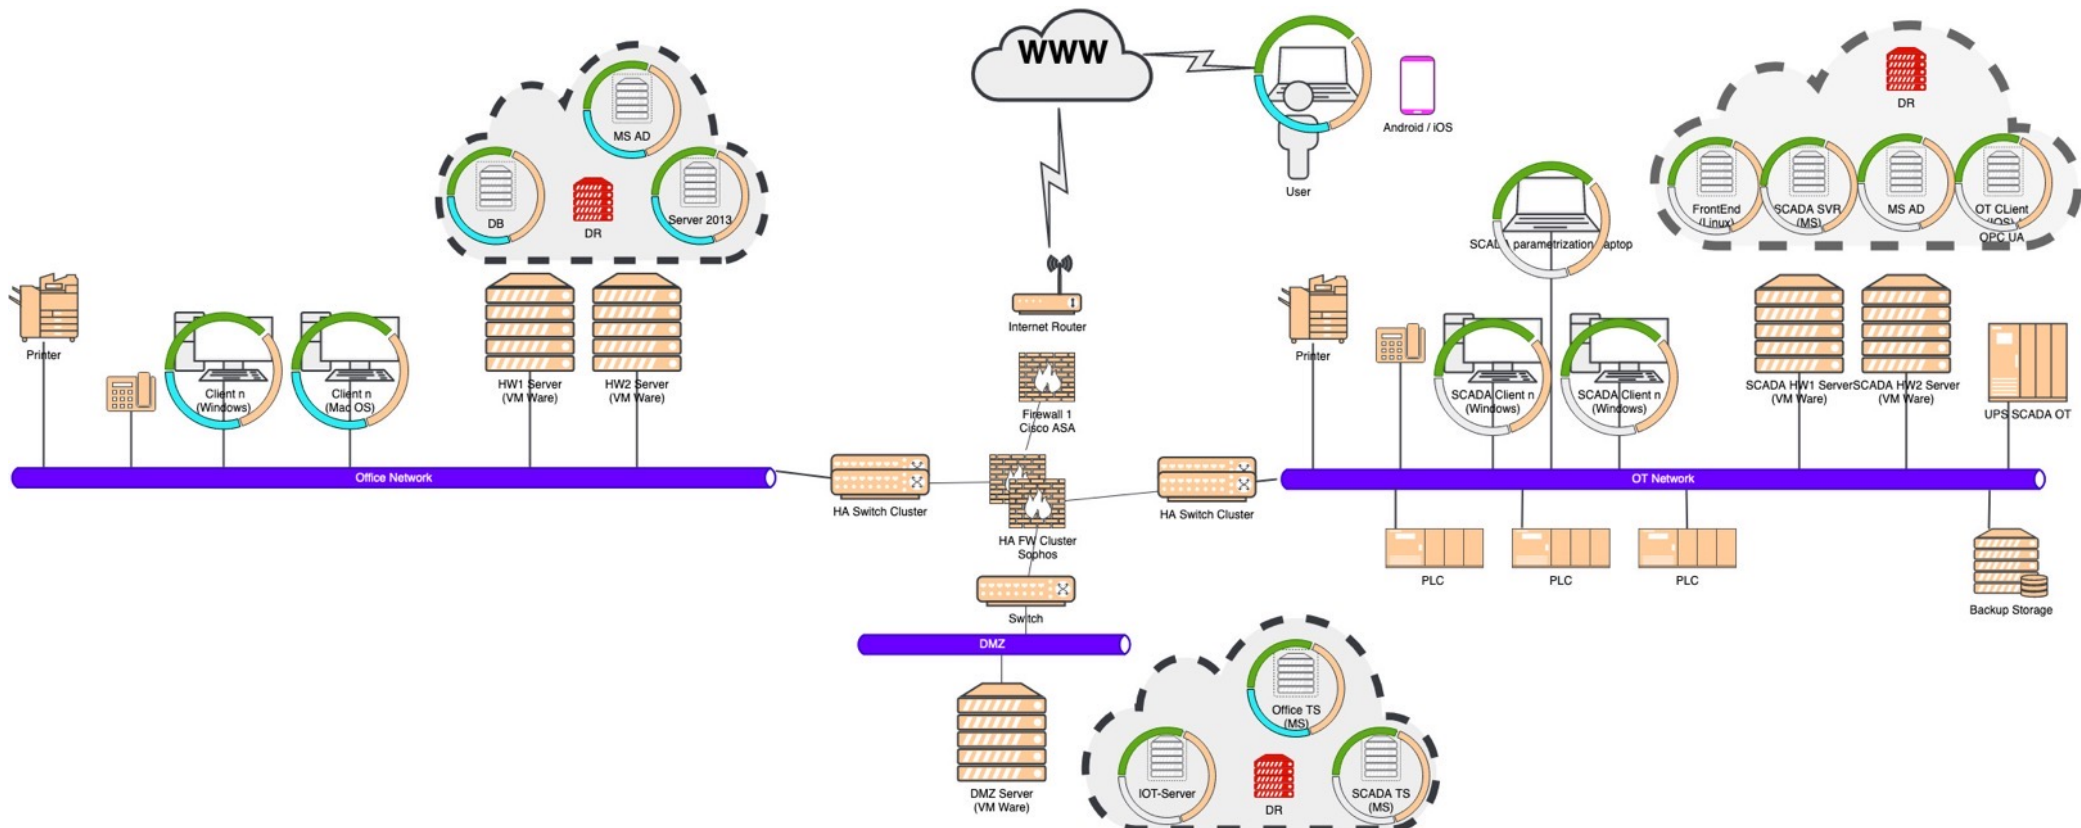 WWW
User
Android / iOS
MS AD
DB
Server 2013
DR
DR
FrontEnd
(Linux)
SCADA SVR
(MS)
MS AD
OT CLient
(IOS) /
OPC UA
SCADA parametrization laptop
Internet Router
Printer
Client n
(Windows)
Client n
(Mac OS)
HW1 Server
(VM Ware)
HW2 Server
(VM Ware)
Firewall 1
Cisco ASA
Printer
SCADA Client n
(Windows)
SCADA Client n
(Windows)
SCADA HW1 Server
(VM Ware)
SCADA HW2 Server
(VM Ware)
UPS SCADA OT
Office Network
HA Switch Cluster
HA FW Cluster
Sophos
HA Switch Cluster
OT Network
PLC
PLC
PLC
Backup Storage
Switch
DMZ
DMZ Server
(VM Ware)
Office TS
(MS)
IOT-Server
DR
SCADA TS
(MS)